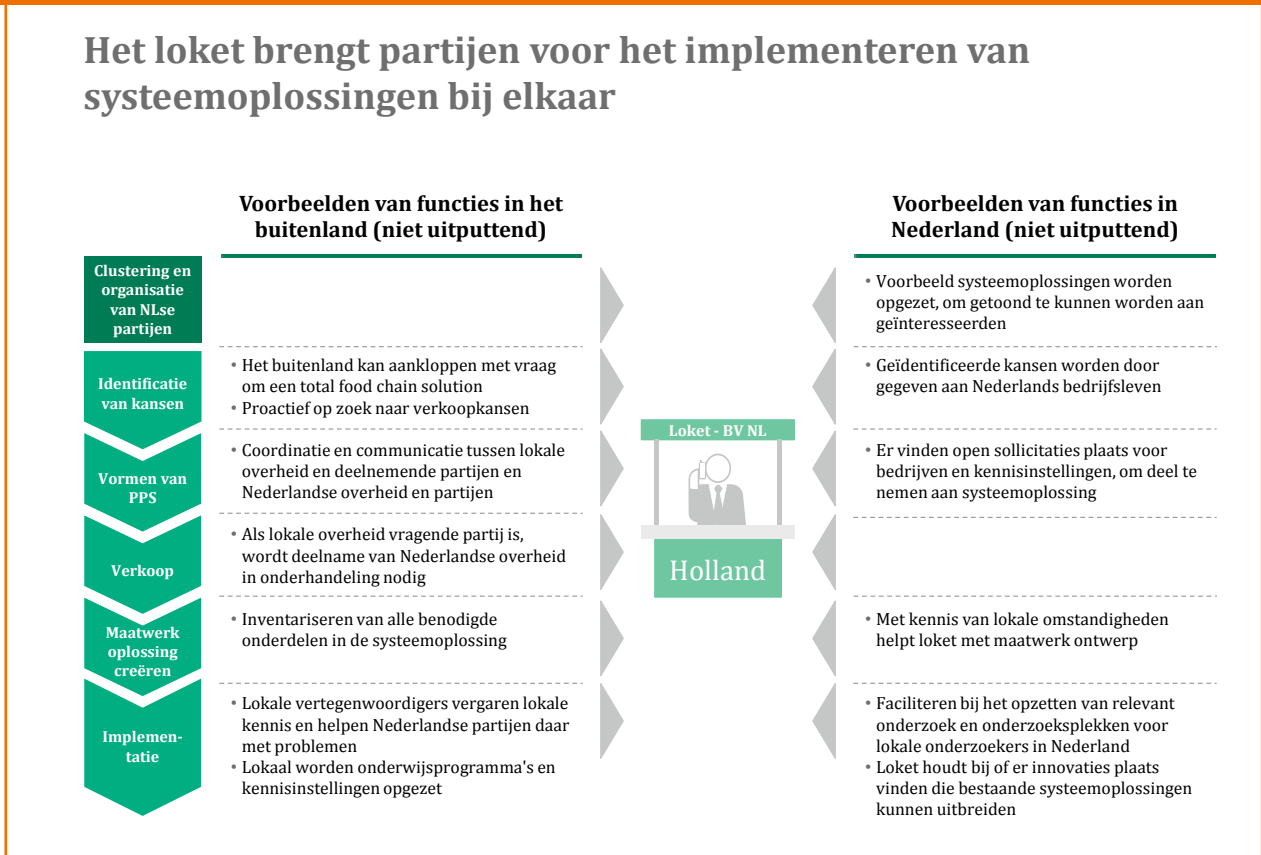 Het loket brengt partijen voor het implementeren van
systeemoplossingen bij elkaar
Voorbeelden van functies in het
buitenland (niet uitputtend)
Voorbeelden van functies in
Nederland (niet uitputtend)
Clustering en
organisatie
van NLse
partijen
• Voorbeeld systeemoplossingen worden
opgezet, om getoond te kunnen worden aan
geïnteresseerden
Identificatie
van kansen
• Het buitenland kan aankloppen met vraag
om een total food chain solution
• Proactief op zoek naar verkoopkansen
• Geïdentificeerde kansen worden door
gegeven aan Nederlands bedrijfsleven
Loket - BV NL
Holland
Vormen van
PPS
• Coordinatie en communicatie tussen lokale
overheid en deelnemende partijen en
Nederlandse overheid en partijen
• Er vinden open sollicitaties plaats voor
bedrijven en kennisinstellingen, om deel te
nemen aan systeemoplossing
Verkoop
• Als lokale overheid vragende partij is,
wordt deelname van Nederlandse overheid
in onderhandeling nodig
Maatwerk
oplossing
creëren
• Inventariseren van alle benodigde
onderdelen in de systeemoplossing
• Met kennis van lokale omstandigheden
helpt loket met maatwerk ontwerp
Implemen-
tatie
• Lokale vertegenwoordigers vergaren lokale
kennis en helpen Nederlandse partijen daar
met problemen
• Lokaal worden onderwijsprogramma's en
kennisinstellingen opgezet
• Faciliteren bij het opzetten van relevant
onderzoek en onderzoeksplekken voor
lokale onderzoekers in Nederland
• Loket houdt bij of er innovaties plaats
vinden die bestaande systeemoplossingen
kunnen uitbreiden